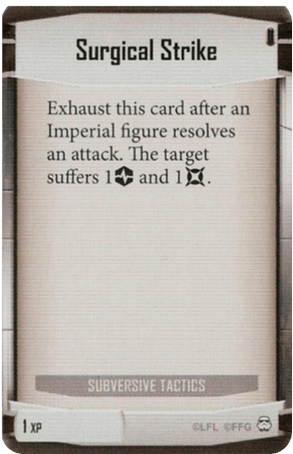 Surgical Strike
Exhaust this card after an
Imperial figure resolves
an attack. The target
suffers 1 and 1.
SUBVERSIVE TACTICS
1 XP
©LFL ©FFG